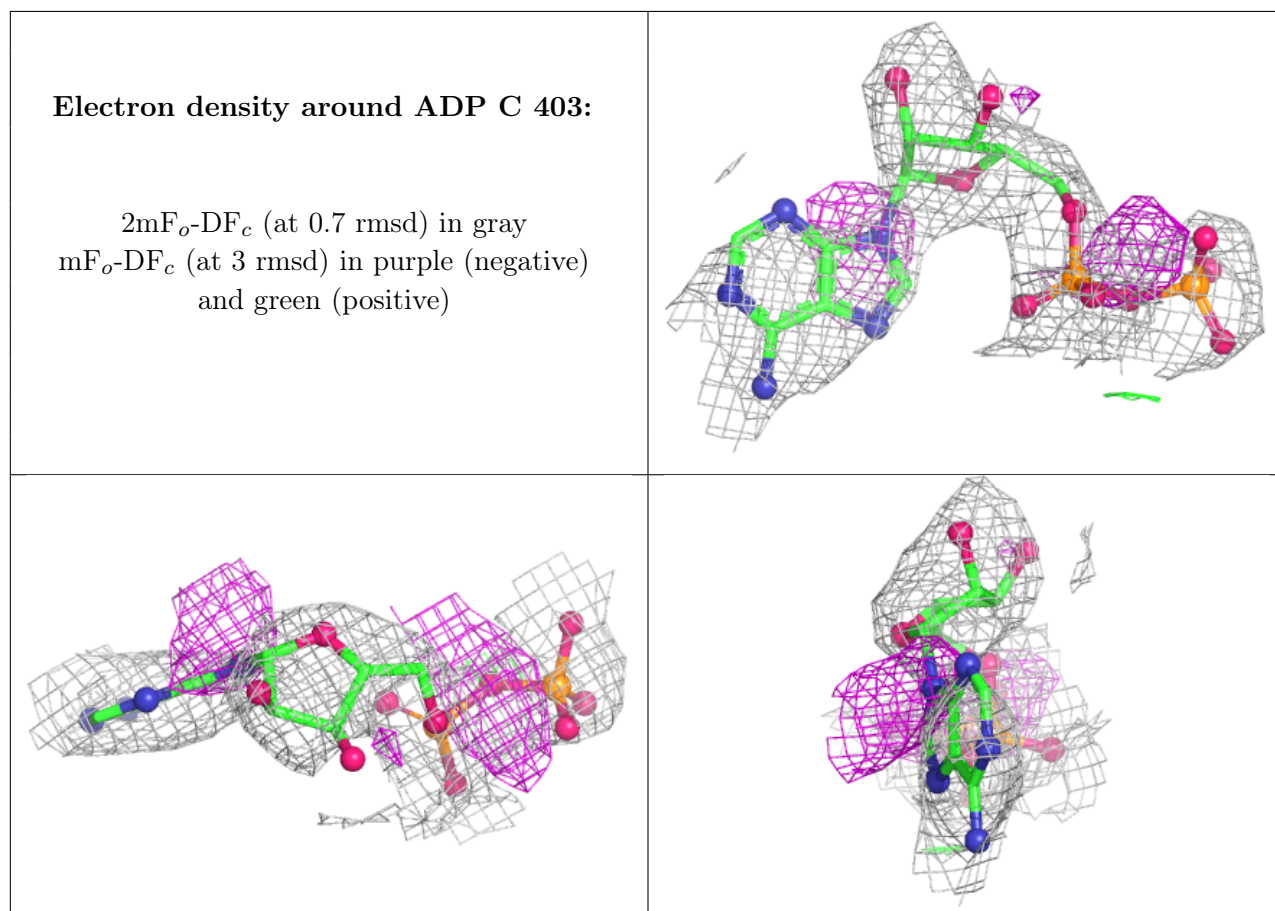 Electron density around ADP C 403:
2mFo-DFc (at 0.7 rmsd) in gray
mFo-DFc (at 3 rmsd) in purple (negative)
and green (positive)